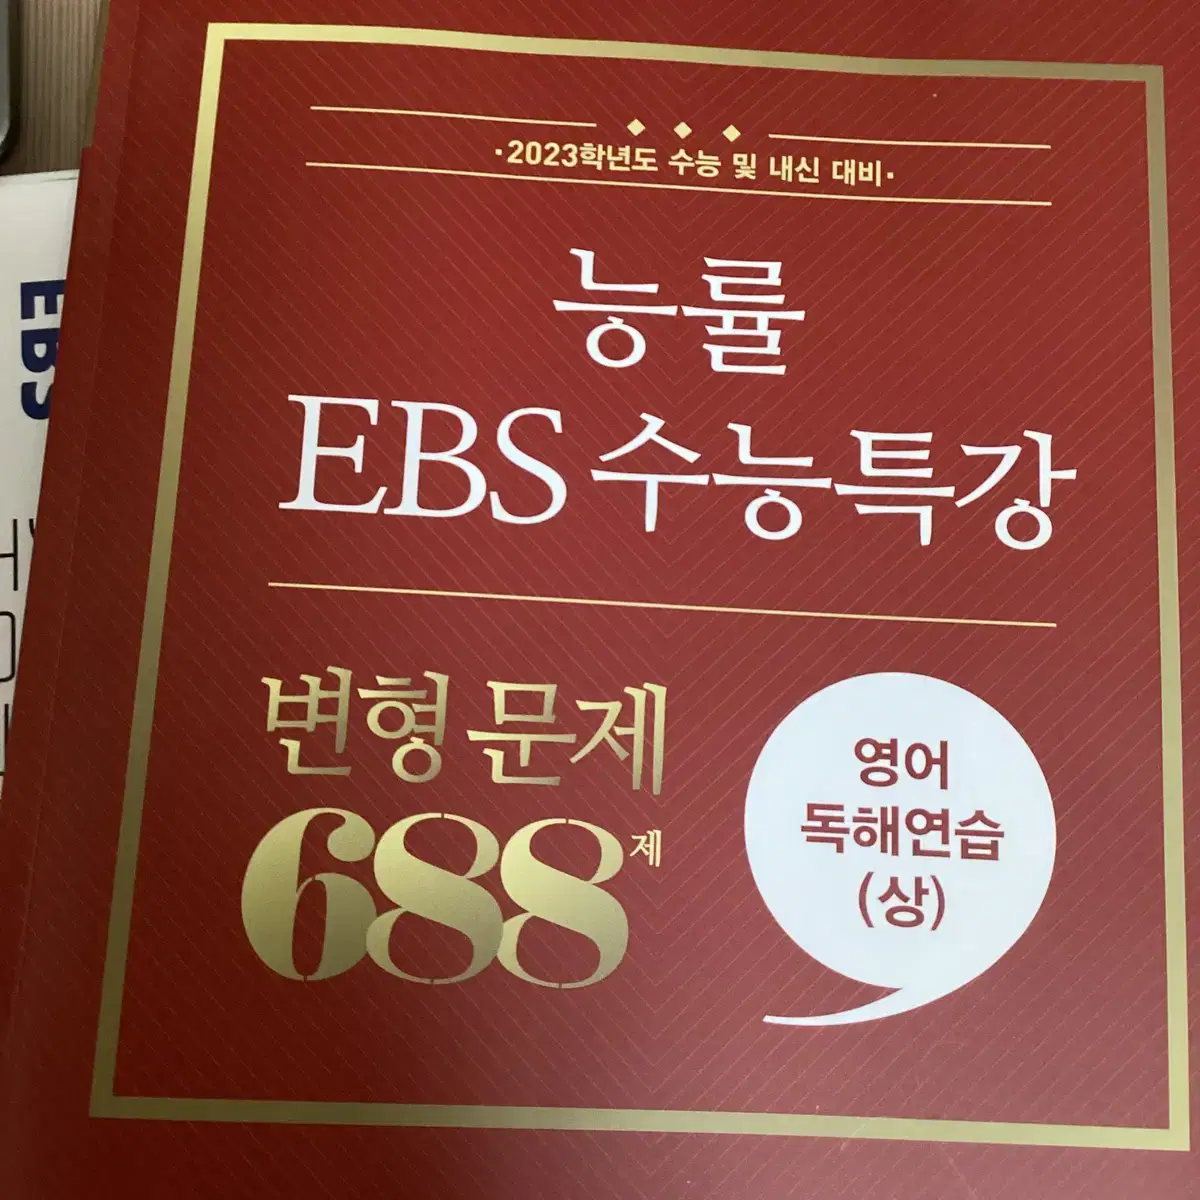 ·2023학년도 수능 및 내신 대비·
능률
EBS 수능특강
변형 문제
688제
영어
독해연습
(상)
EBS